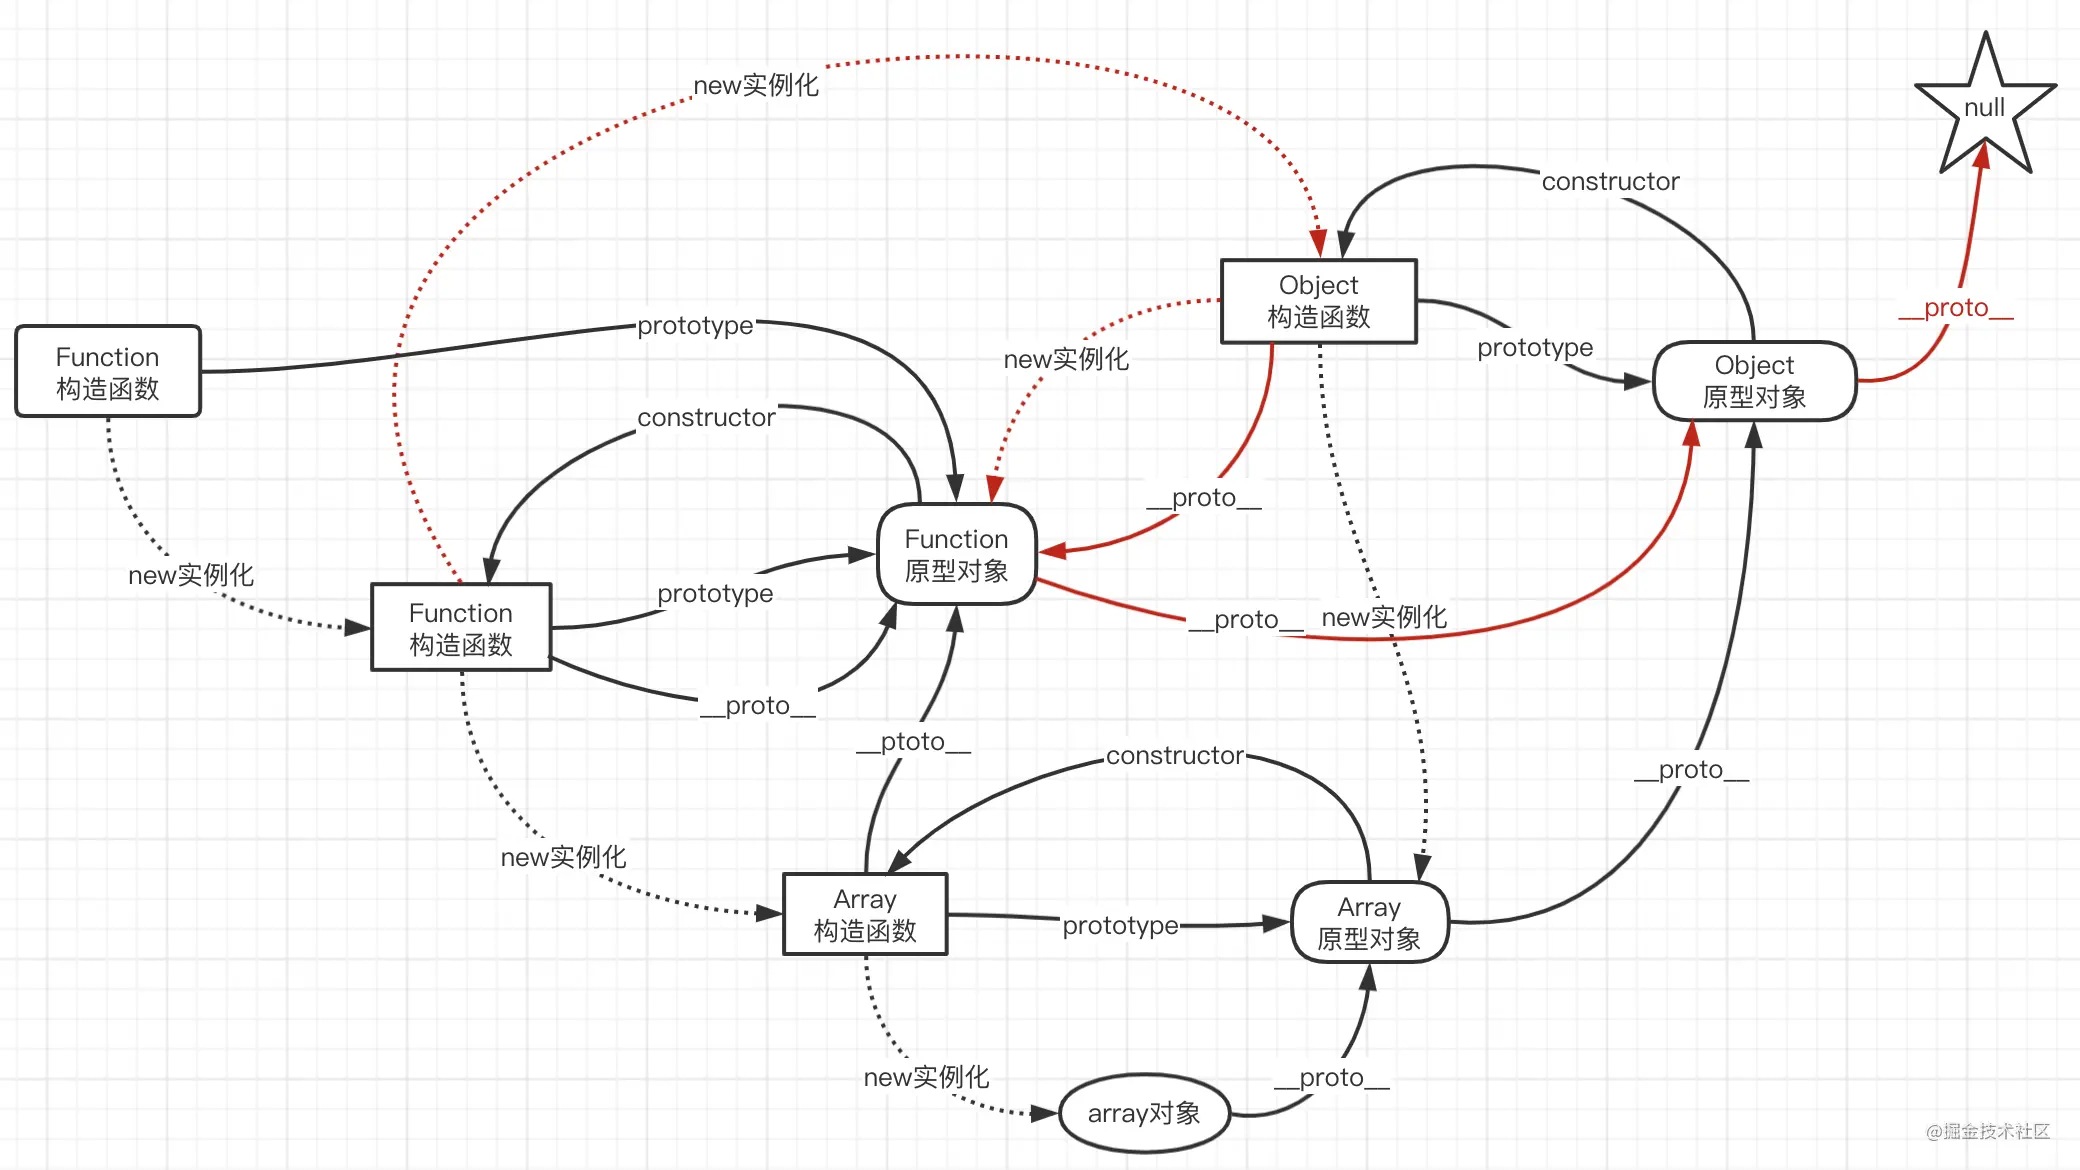 new实例化
null
constructor
Object
构造函数
__proto__
prototype
Function
构造函数
prototype
new实例化
Object
原型对象
constructor
__proto__
Function
原型对象
new实例化
prototype
Function
构造函数
__proto__
new实例化
__proto__
__ptoto__
constructor
__proto__
new实例化
Array
构造函数
prototype
Array
原型对象
new实例化
__proto__
array对象
@掘金技术社区